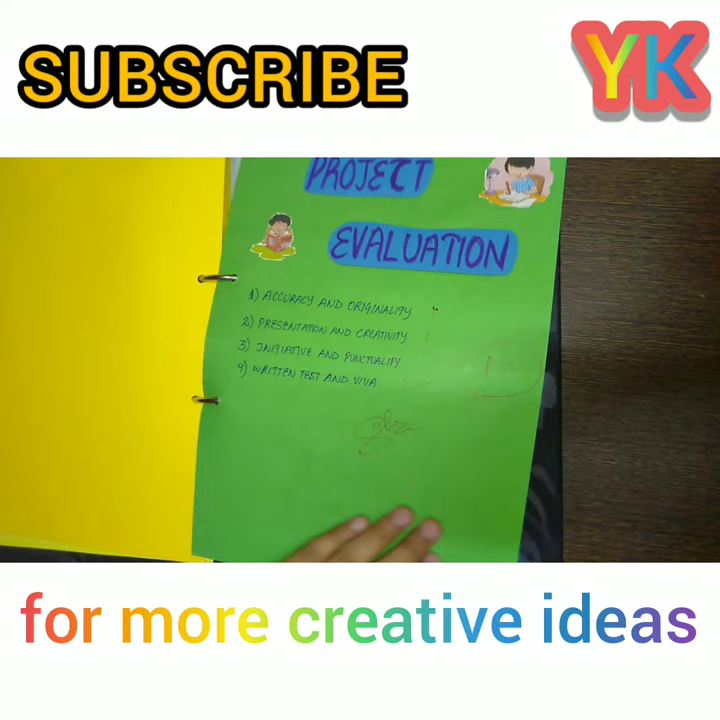 SUBSCRIBE
YK
PROJECT
EVALUATION
1) ACCURACY AND ORIGINALITY
2) PRESENTATION AND CREATIVITY
3) INITIATIVE AND PUNCTUALITY
4) WRITTEN TEST AND VIVA.
for more creative ideas